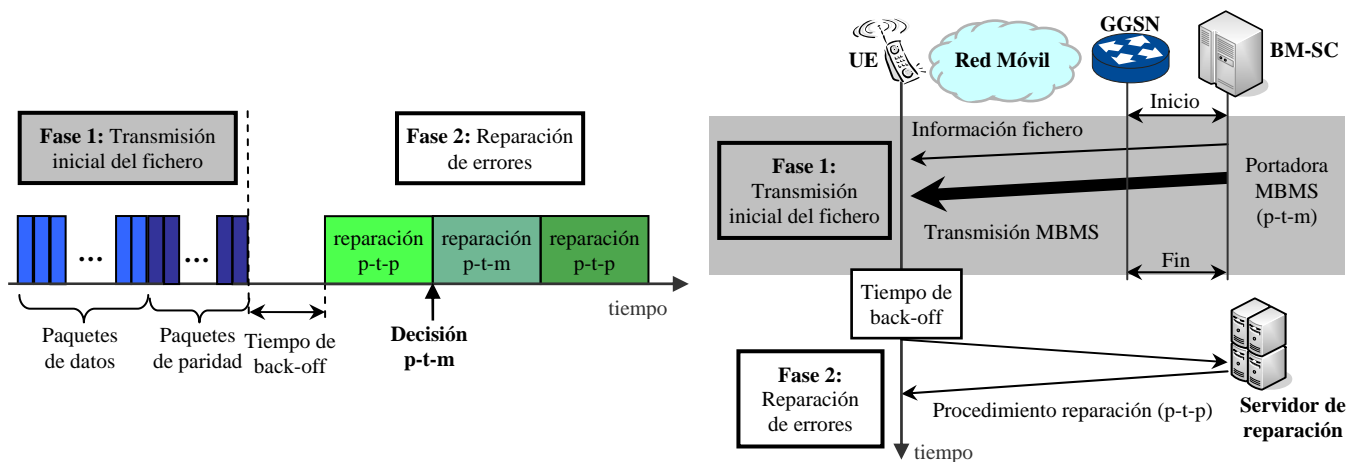 Fase 1: Transmisión
inicial del fichero
Fase 2: Reparación
de errores
...
...
reparación
p-t-p
reparación
p-t-m
reparación
p-t-p
tiempo
Paquetes
de datos
Paquetes
de paridad
Tiempo de
back-off
Decisión
p-t-m
UE
Red Móvil
GGSN
BM-SC
Inicio
Información fichero
Fase 1:
Transmisión
inicial del fichero
Portadora
MBMS
(p-t-m)
Transmisión MBMS
Fin
Tiempo de
back-off
Fase 2:
Reparación
de errores
Procedimiento reparación (p-t-p)
Servidor de
reparación
tiempo